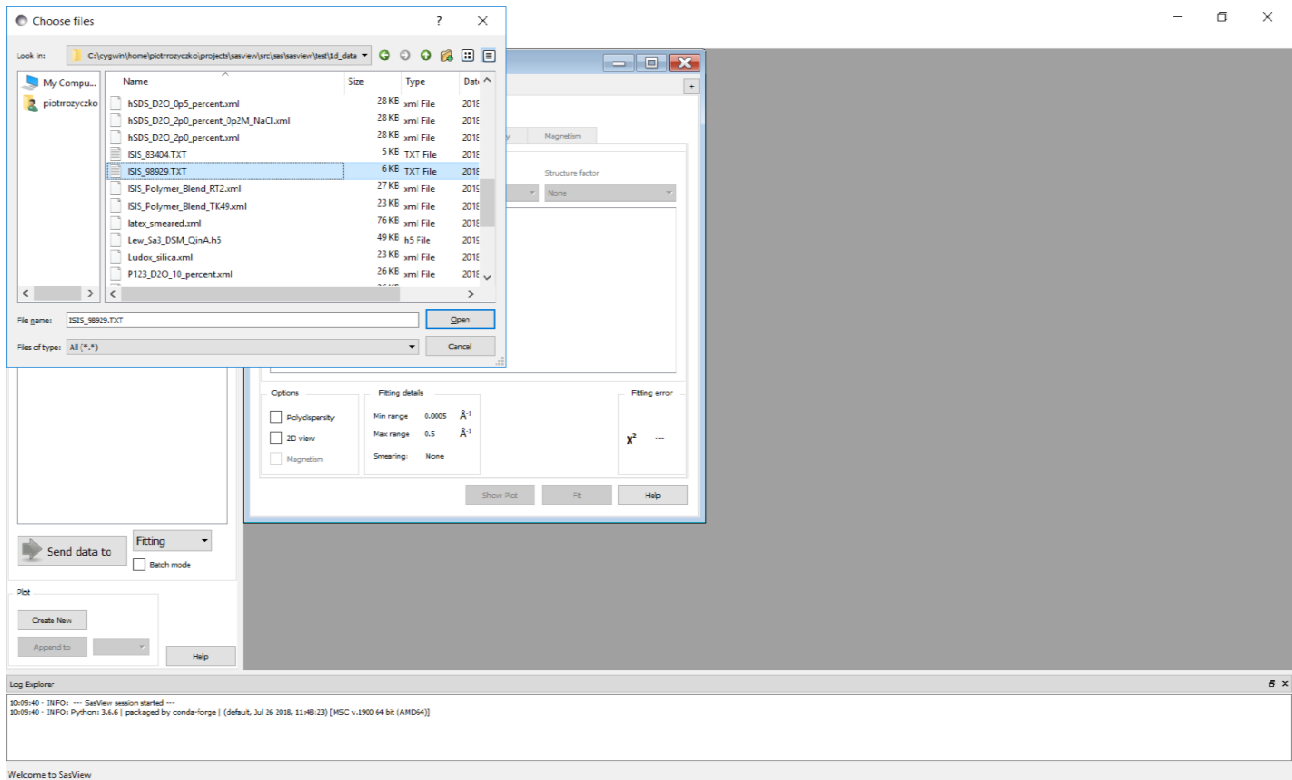 Choose files
?
Look in: C:\cygwin\home\piotrrozyczko\projects\sasview\src\sas\sasview\test\1d_data
My Compu...
piotrrozyczko
Name Size Type Date
hSDS_D2O_0p5_percent.xml 28 KB xml File 2018
hSDS_D2O_2p0_percent_0p2M_NaCl.xml 28 KB xml File 2018
hSDS_D2O_2p0_percent.xml 28 KB xml File 2018
ISIS_83404.TXT 5 KB TXT File 2018
ISIS_98929.TXT 6 KB TXT File 2018
ISIS_Polymer_Blend_RT2.xml 27 KB xml File 2019
ISIS_Polymer_Blend_TK49.xml 23 KB xml File 2018
latex_smeared.xml 76 KB xml File 2018
Lew_Sa3_DSM_QinA.h5 49 KB h5 File 2019
Ludox_silica.xml 23 KB xml File 2018
P123_D2O_10_percent.xml 26 KB xml File 2018
File name: ISIS_98929.TXT Open
Files of type: All (*.*) Cancel
+
y Magnetism
Structure factor
None
Options
Polydispersity
2D view
Magnetism
Fitting details
Min range 0.0005 Å-1
Max range 0.5 Å-1
Smearing: None
Fitting error
χ2 ---
Show Plot Fit Help
Send data to Fitting
Batch mode
Plot
Create New
Append to
Help
Log Explorer
10:09:40 - INFO: --- SasView session started ---
10:09:40 - INFO: Python: 3.6.6 | packaged by conda-forge | (default, Jul 26 2018, 11:48:23) [MSC v.1900 64 bit (AMD64)]
Welcome to SasView